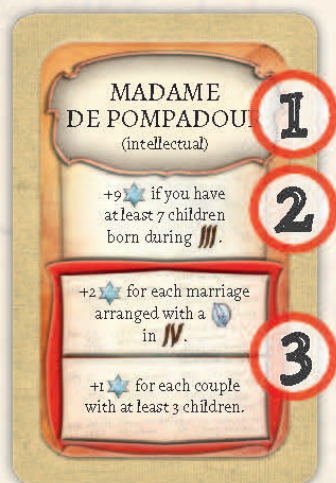 MADAME
DE POMPADOUR
(intellectual)
1
+9 if you have
at least 7 children
born during III.
2
+2 for each marriage
arranged with a
in IV.
3
+1 for each couple
with at least 3 children.